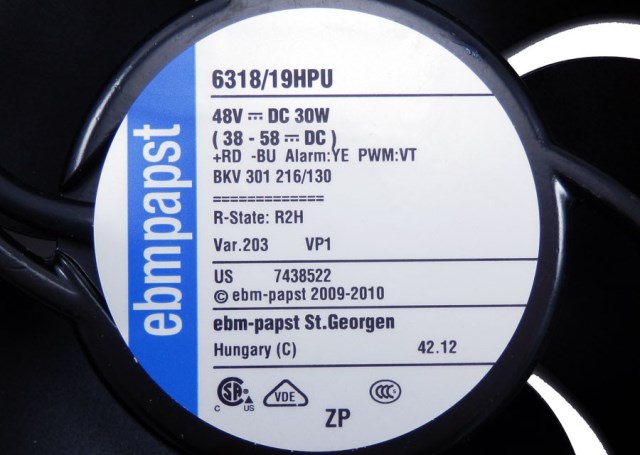 ebmpapst
6318/19HPU
48V ⎓ DC 30W
( 38 - 58 ⎓ DC )
+RD -BU Alarm:YE PWM:VT
BKV 301 216/130
=============
R-State: R2H
Var.203 VP1
US 7438522
© ebm-papst 2009-2010
ebm-papst St.Georgen
Hungary (C) 42.12
C US VDE CCC
ZP